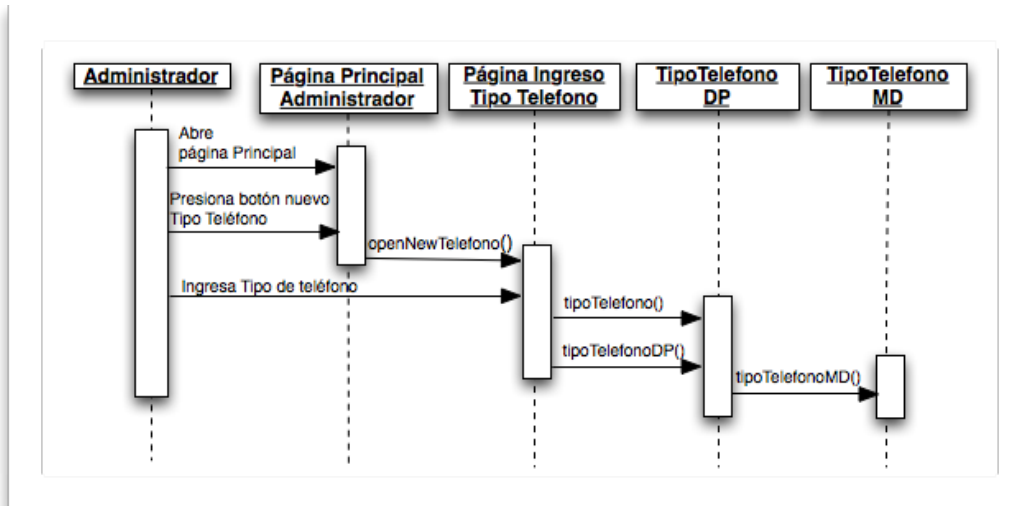 Administrador
Página Principal
Administrador
Página Ingreso
Tipo Telefono
TipoTelefono
DP
TipoTelefono
MD
Abre
página Principal
Presiona botón nuevo
Tipo Teléfono
openNewTelefono()
Ingresa Tipo de teléfono
tipoTelefono()
tipoTelefonoDP()
tipoTelefonoMD()